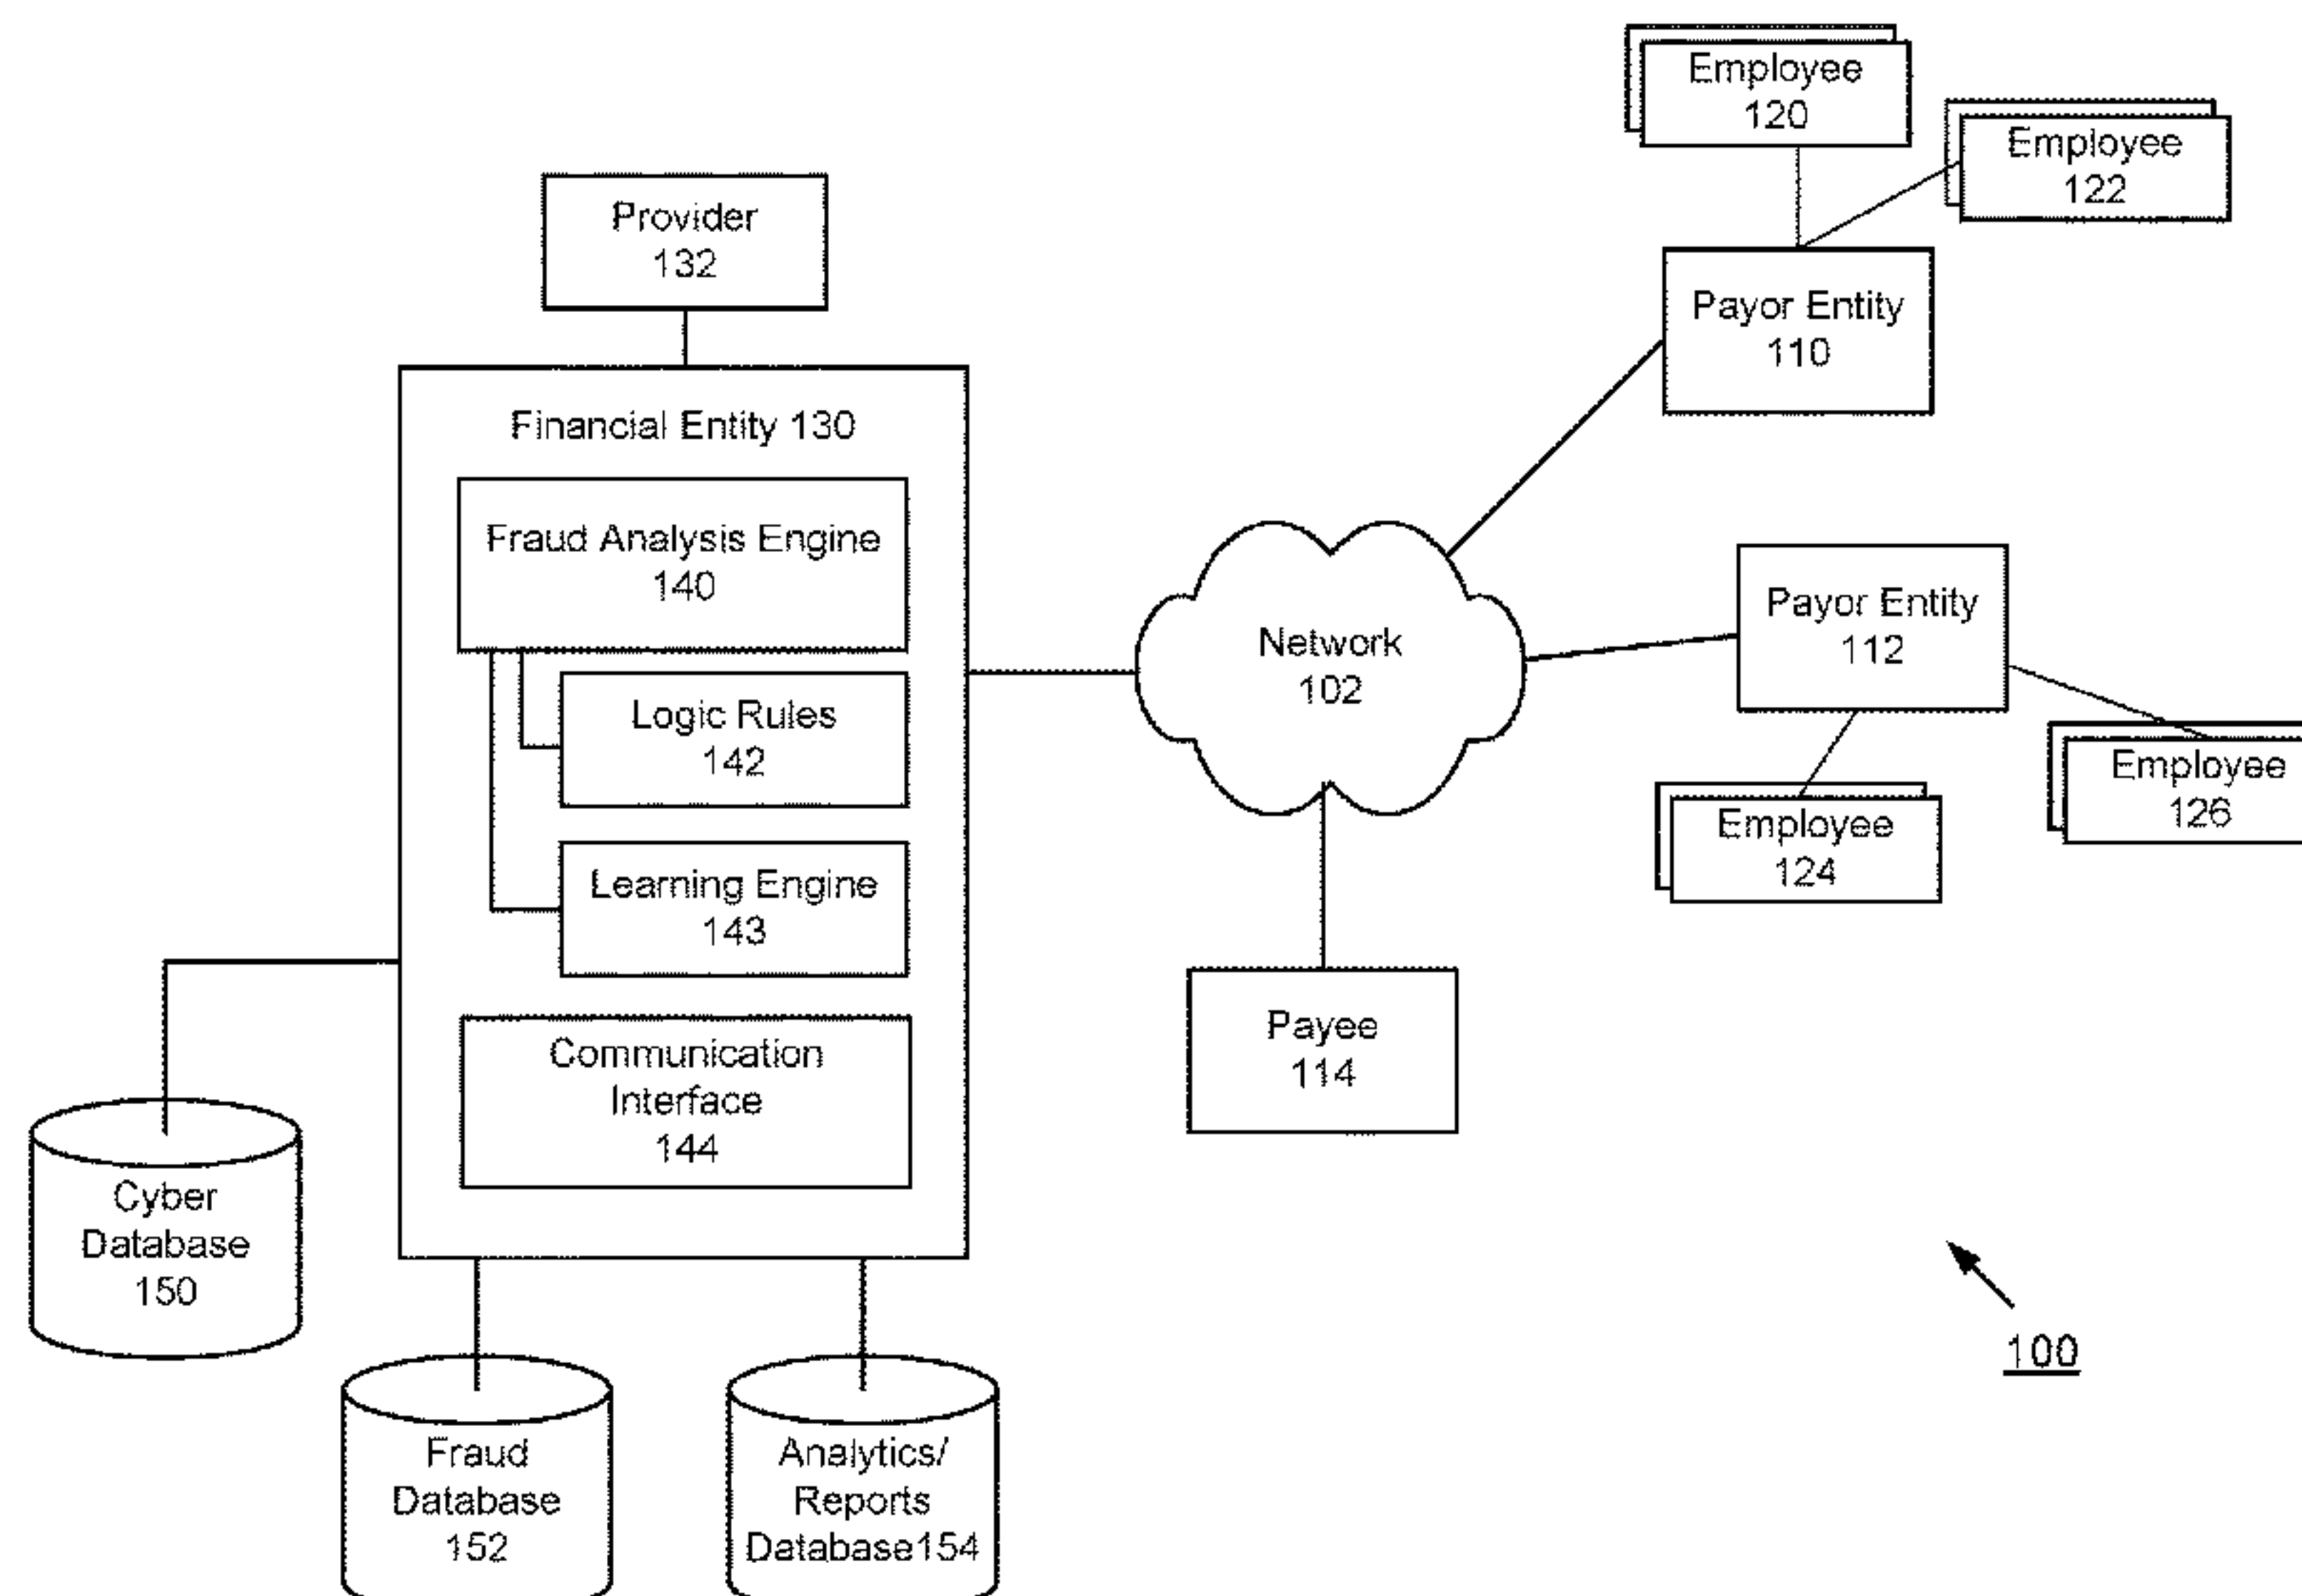 Employee
120
Employee
122
Provider
132
Payor Entity
110
Financial Entity 130
Fraud Analysis Engine
140
Logic Rules
142
Learning Engine
143
Communication
Interface
144
Network
102
Payor Entity
112
Employee
126
Employee
124
Payee
114
Cyber
Database
150
Fraud
Database
152
Analytics/
Reports
Database154
100